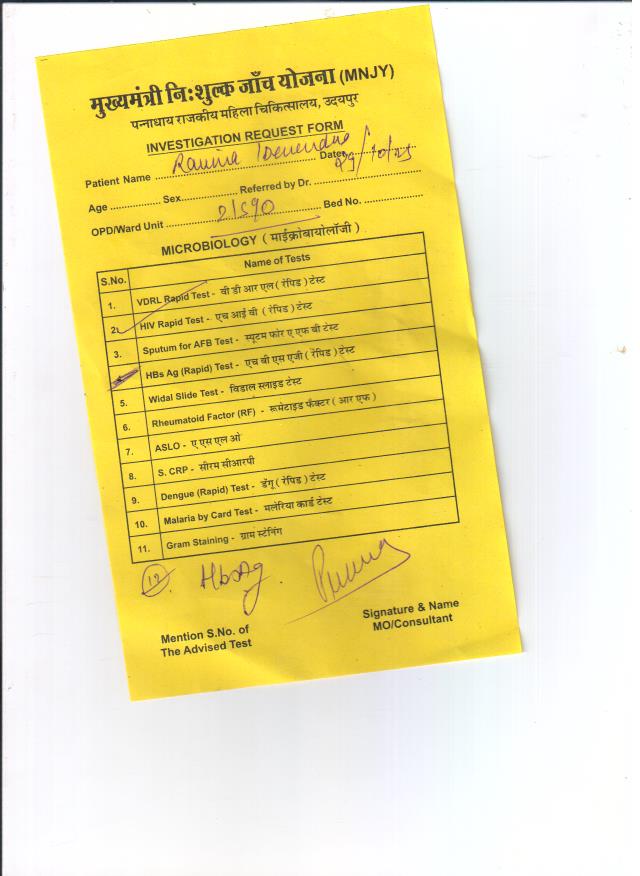 मुख्यमंत्री नि:शुल्क जाँच योजना (MNJY)
पन्नाधाय राजकीय महिला चिकित्सालय, उदयपुर
INVESTIGATION REQUEST FORM
Patient Name Date
Age Sex Referred by Dr.
OPD/Ward Unit 21590 Bed No.
MICROBIOLOGY ( माईक्रोबायोलॉजी )
S.No. Name of Tests
1. VDRL Rapid Test - वी डी आर एल ( रेपिड ) टेस्ट
2. HIV Rapid Test - एच आई वी ( रेपिड ) टेस्ट
3. Sputum for AFB Test - स्पूटम फोर ए एफ बी टेस्ट
HBs Ag (Rapid) Test - एच बी एस एजी ( रेपिड ) टेस्ट
5. Widal Slide Test - विडाल स्लाइड टेस्ट
6. Rheumatoid Factor (RF) - रूमेटाइड फैक्टर ( आर एफ )
7. ASLO - ए एस एल ओ
8. S. CRP - सीरम सीआरपी
9. Dengue (Rapid) Test - डेंगू ( रेपिड ) टेस्ट
10. Malaria by Card Test - मलेरिया कार्ड टेस्ट
11. Gram Staining - ग्राम स्टेनिंग
HbsAg
Mention S.No. of Signature & Name
The Advised Test MO/Consultant